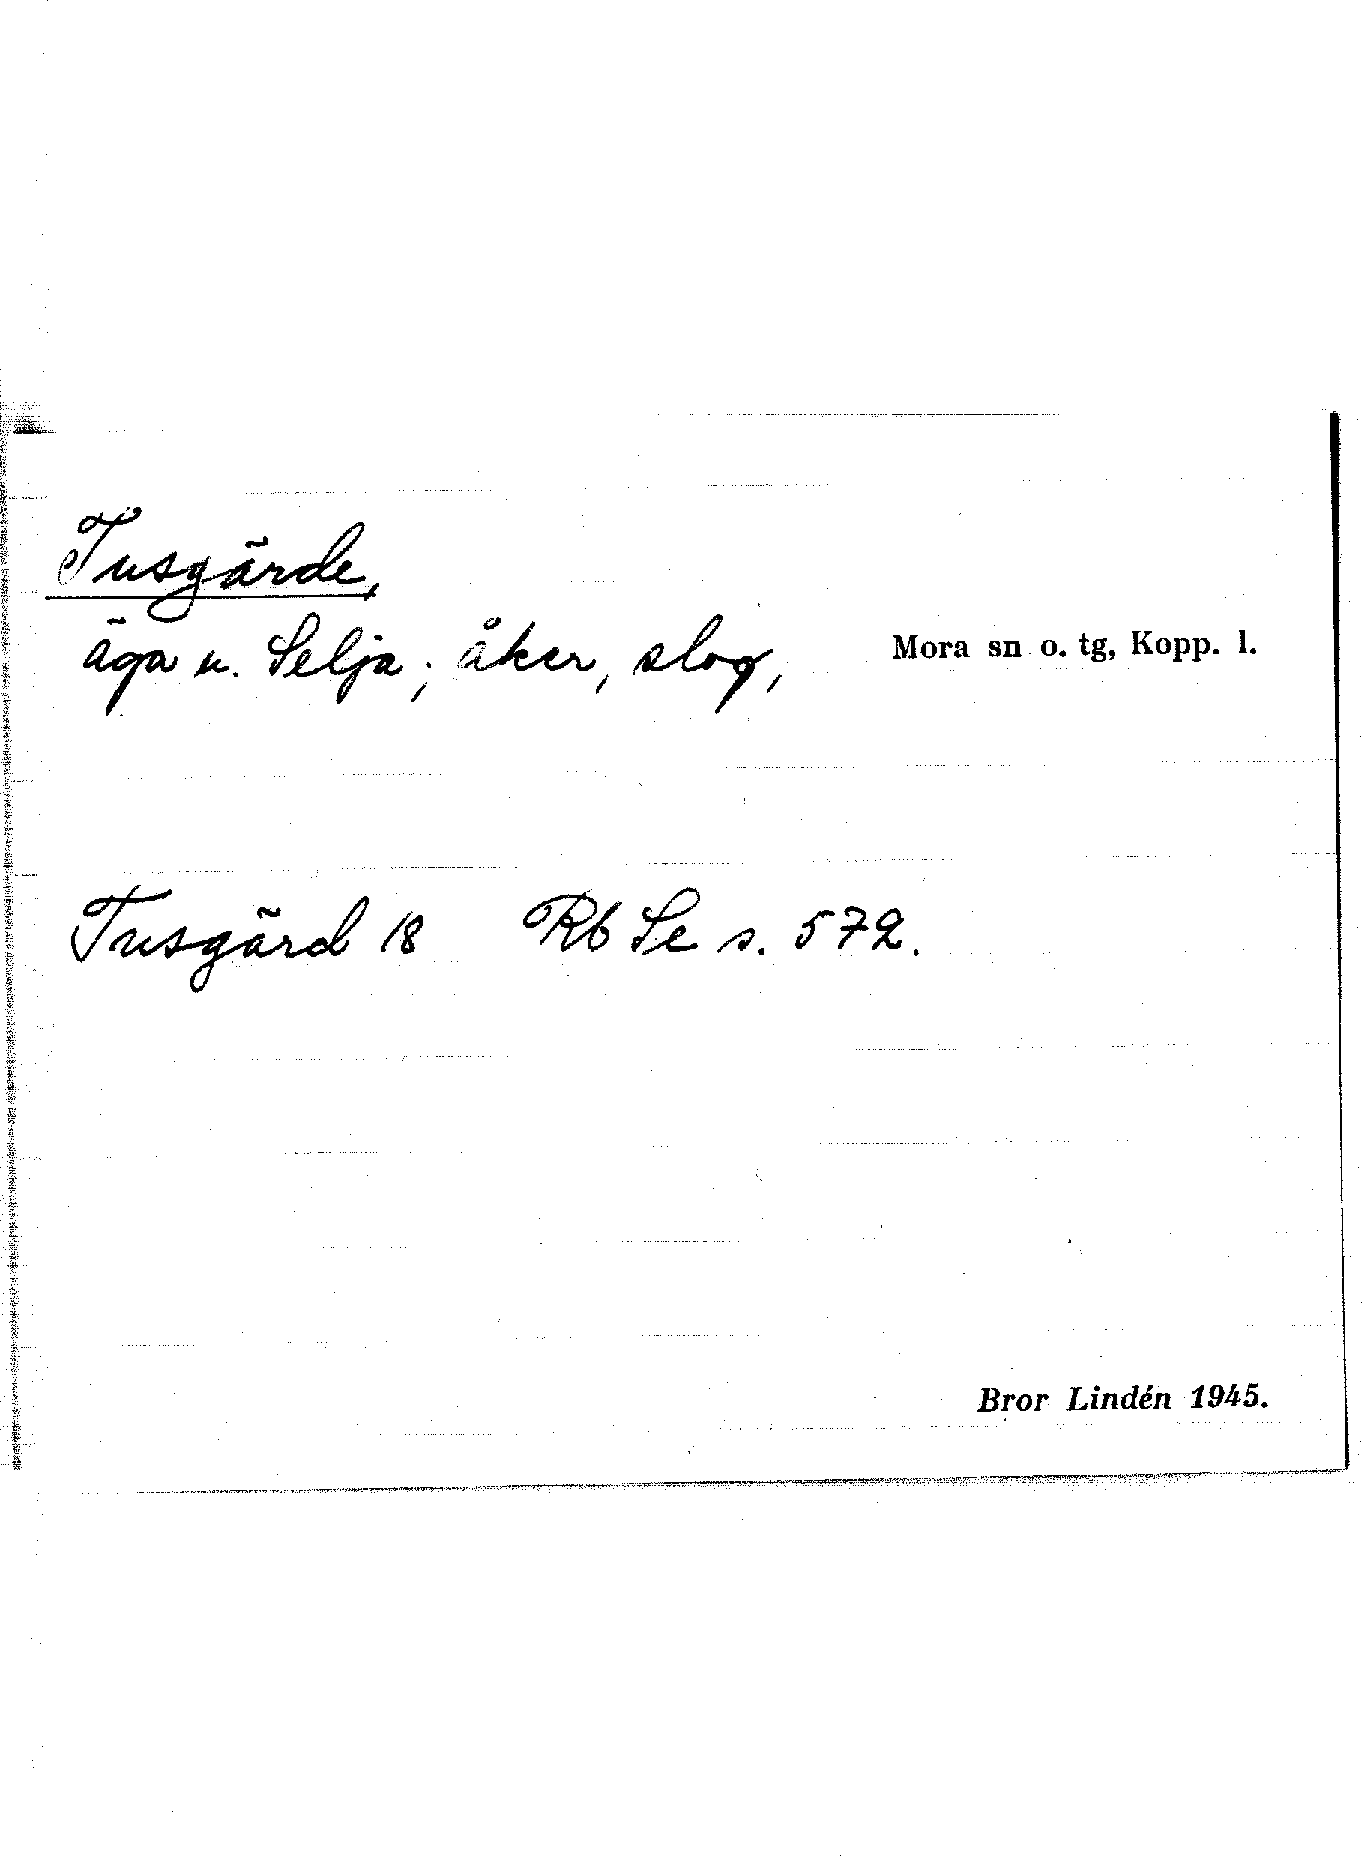 Tusgärde,
äga u. Selja; åker, slog,
Mora sn o. tg, Kopp. l.
Tusgärd 18 Rb Se s. 572.
Bror Lindén 1945.